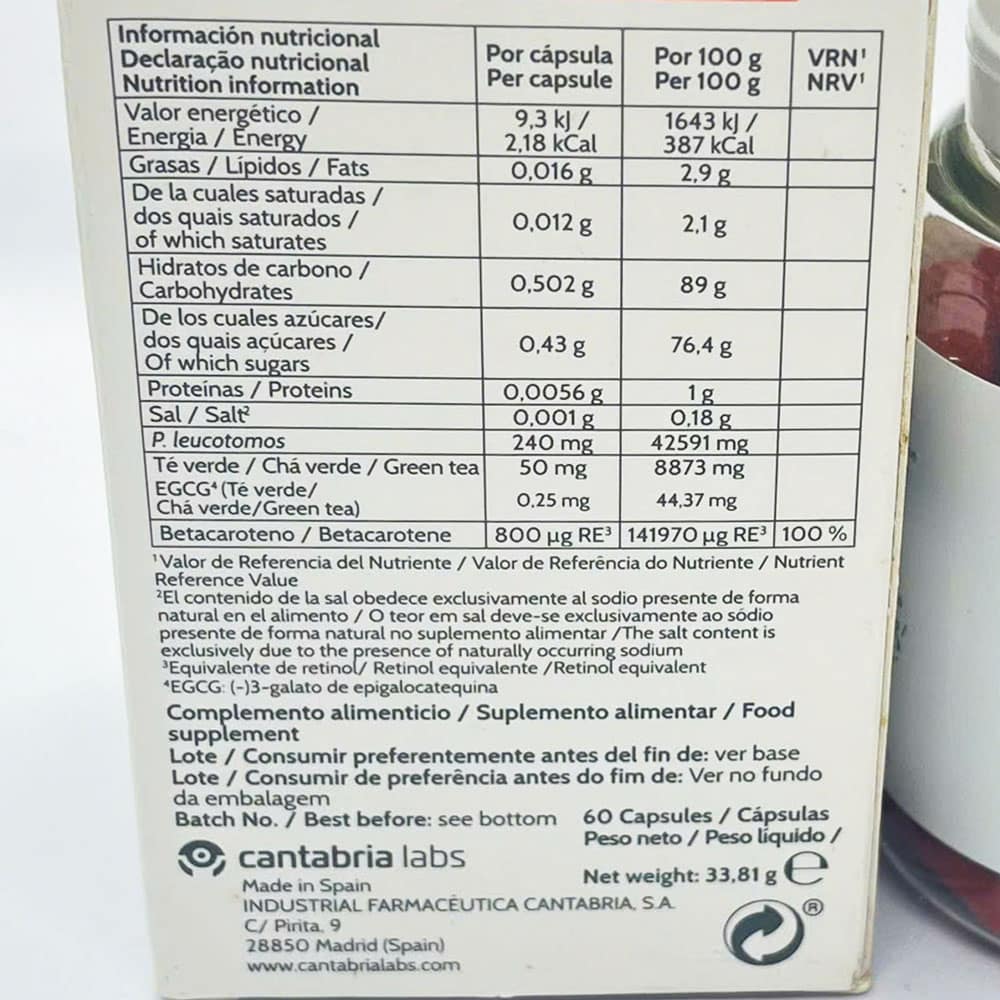 Información nutricional
Declaração nutricional
Nutrition information
Por cápsula
Per capsule
Por 100 g
Per 100 g
VRN¹
NRV¹
Valor energético /
Energia / Energy
9,3 kJ /
2,18 kCal
1643 kJ /
387 kCal
Grasas / Lípidos / Fats
0,016 g
2,9 g
De la cuales saturadas /
dos quais saturados /
of which saturates
0,012 g
2,1 g
Hidratos de carbono /
Carbohydrates
0,502 g
89 g
De los cuales azúcares/
dos quais açúcares /
Of which sugars
0,43 g
76,4 g
Proteínas / Proteins
0,0056 g
1 g
Sal / Salt²
0,001 g
0,18 g
P. leucotomos
240 mg
42591 mg
Té verde / Chá verde / Green tea
50 mg
8873 mg
EGCG⁴ (Té verde/
Chá verde/Green tea)
0,25 mg
44,37 mg
Betacaroteno / Betacarotene
800 µg RE³
141970 µg RE³
100 %
¹Valor de Referencia del Nutriente / Valor de Referência do Nutriente / Nutrient
Reference Value
²El contenido de la sal obedece exclusivamente al sodio presente de forma
natural en el alimento / O teor em sal deve-se exclusivamente ao sódio
presente de forma natural no suplemento alimentar /The salt content is
exclusively due to the presence of naturally occurring sodium
³Equivalente de retinol/ Retinol equivalente /Retinol equivalent
⁴EGCG: (-)3-galato de epigalocatequina
Complemento alimenticio / Suplemento alimentar / Food
supplement
Lote / Consumir preferentemente antes del fin de: ver base
Lote / Consumir de preferência antes do fim de: Ver no fundo
da embalagem
Batch No. / Best before: see bottom
60 Capsules / Cápsulas
Peso neto / Peso líquido /
Net weight: 33,81 g ℮
cantabria labs
Made in Spain
INDUSTRIAL FARMACÉUTICA CANTABRIA, S.A.
C/ Pirita, 9
28850 Madrid (Spain)
www.cantabrialabs.com
®